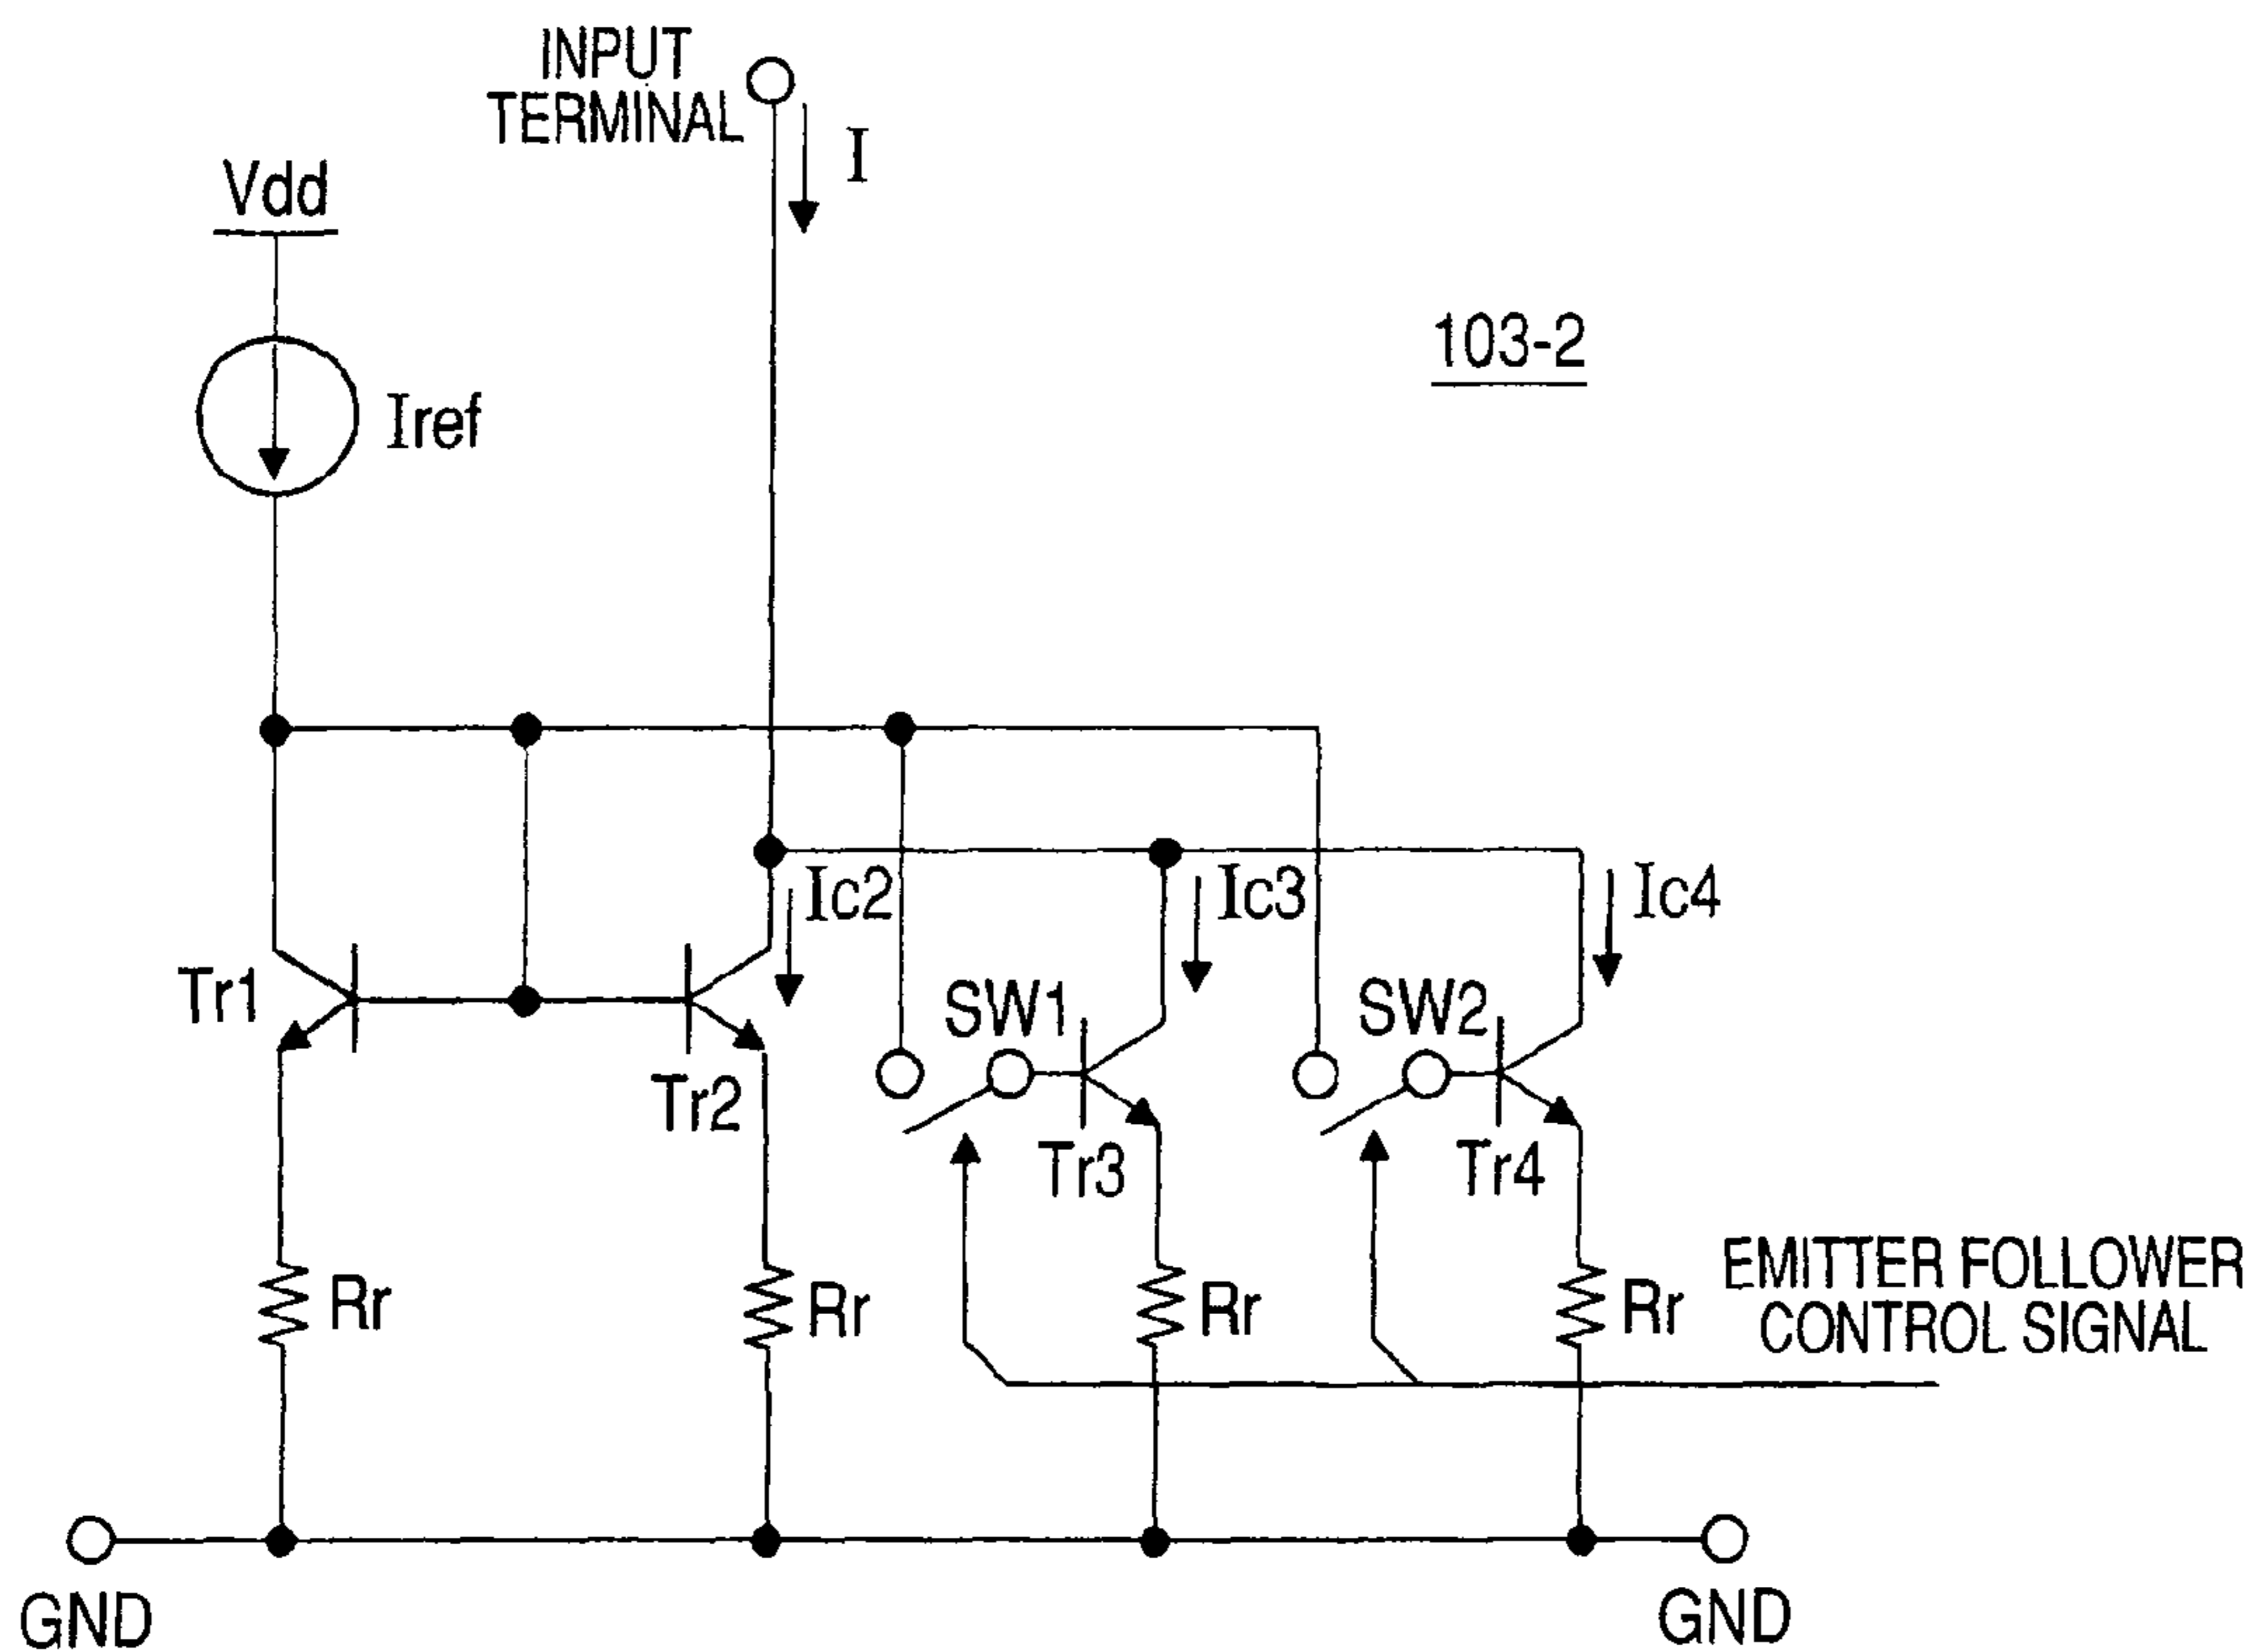 INPUT
TERMINAL
I
Vdd
103-2
Iref
Ic2
Ic3
Ic4
Tr1
SW1
SW2
Tr2
Tr3
Tr4
EMITTER FOLLOWER
CONTROL SIGNAL
Rr
Rr
Rr
Rr
GND
GND